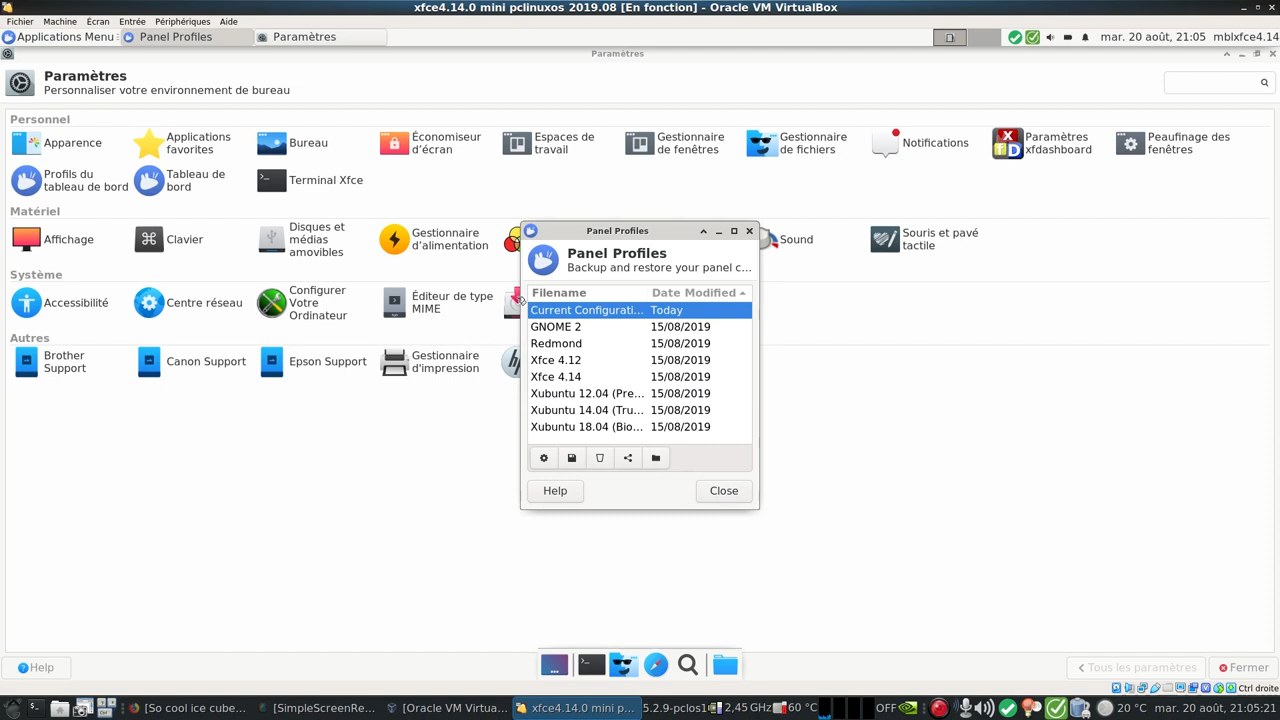 xfce4.14.0 mini pclinuxos 2019.08 [En fonction] - Oracle VM VirtualBox
Fichier Machine Écran Entrée Périphériques Aide
Applications Menu Panel Profiles Paramètres mar. 20 août, 21:05 mblxfce4.14
Paramètres
Paramètres
Personnaliser votre environnement de bureau
Personnel
Apparence
Applications
favorites
Bureau
Économiseur
d'écran
Espaces de
travail
Gestionnaire
de fenêtres
Gestionnaire
de fichiers
Notifications
Paramètres
xfdashboard
Peaufinage des
fenêtres
Profils du
tableau de bord
Tableau de
bord
Terminal Xfce
Matériel
Affichage
Clavier
Disques et
médias
amovibles
Gestionnaire
d'alimentation
Sound
Souris et pavé
tactile
Système
Accessibilité
Centre réseau
Configurer
Votre
Ordinateur
Éditeur de type
MIME
Autres
Brother
Support
Canon Support
Epson Support
Gestionnaire
d'impression
Panel Profiles
Panel Profiles
Backup and restore your panel c...
Filename Date Modified
Current Configurati... Today
GNOME 2 15/08/2019
Redmond 15/08/2019
Xfce 4.12 15/08/2019
Xfce 4.14 15/08/2019
Xubuntu 12.04 (Pre... 15/08/2019
Xubuntu 14.04 (Tru... 15/08/2019
Xubuntu 18.04 (Bio... 15/08/2019
Help Close
Help Tous les paramètres Fermer
Ctrl droite
[So cool ice cube... [SimpleScreenRe... [Oracle VM Virtual... xfce4.14.0 mini p... 5.2.9-pclos1 2,45 GHz 60 °C OFF 20 °C mar. 20 août, 21:05:21